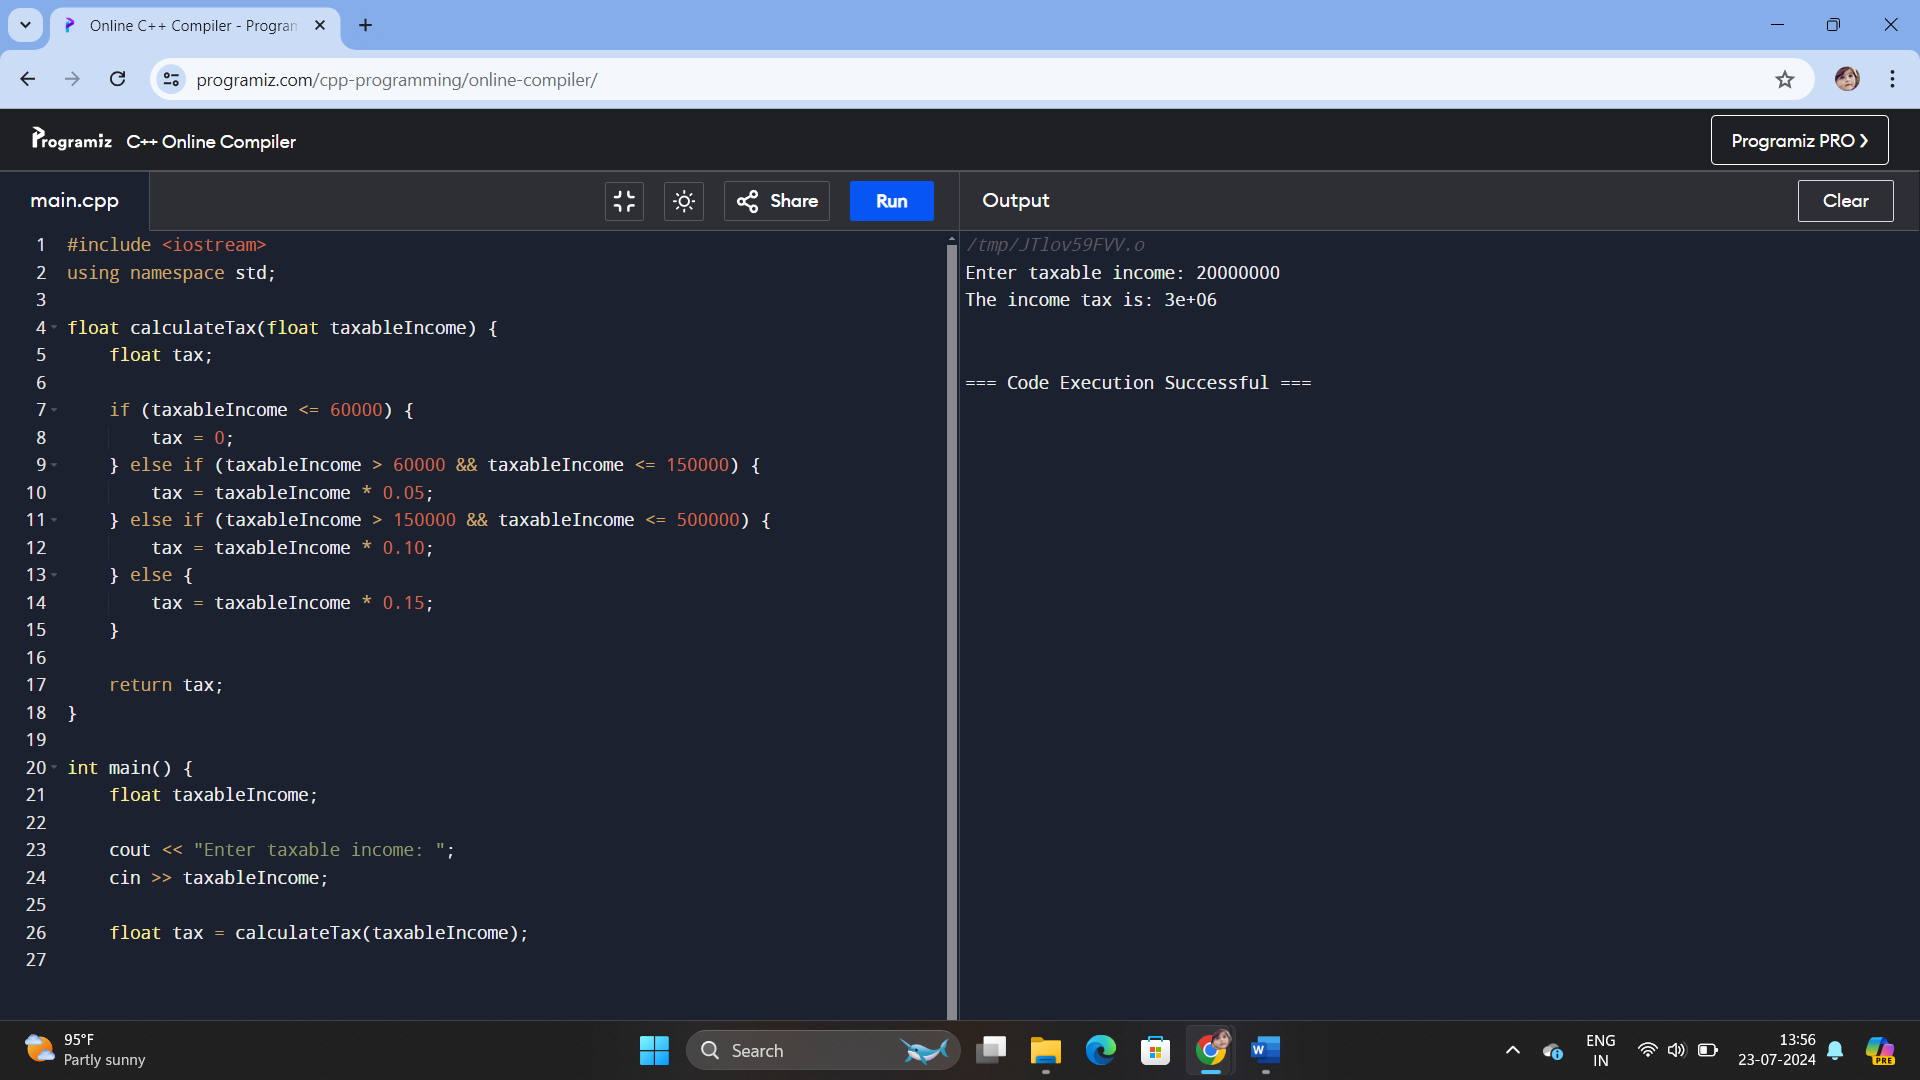 Online C++ Compiler - Program
programiz.com/cpp-programming/online-compiler/
Programiz C++ Online Compiler
Programiz PRO
main.cpp
Share
Run
Output
Clear
1 #include <iostream>
2 using namespace std;
3
4 float calculateTax(float taxableIncome) {
5     float tax;
6
7     if (taxableIncome <= 60000) {
8         tax = 0;
9     } else if (taxableIncome > 60000 && taxableIncome <= 150000) {
10         tax = taxableIncome * 0.05;
11     } else if (taxableIncome > 150000 && taxableIncome <= 500000) {
12         tax = taxableIncome * 0.10;
13     } else {
14         tax = taxableIncome * 0.15;
15     }
16
17     return tax;
18 }
19
20 int main() {
21     float taxableIncome;
22
23     cout << "Enter taxable income: ";
24     cin >> taxableIncome;
25
26     float tax = calculateTax(taxableIncome);
27
/tmp/JTlov59FVV.o
Enter taxable income: 20000000
The income tax is: 3e+06
=== Code Execution Successful ===
95°F
Partly sunny
Search
W
ENG
IN
13:56
23-07-2024
PRE